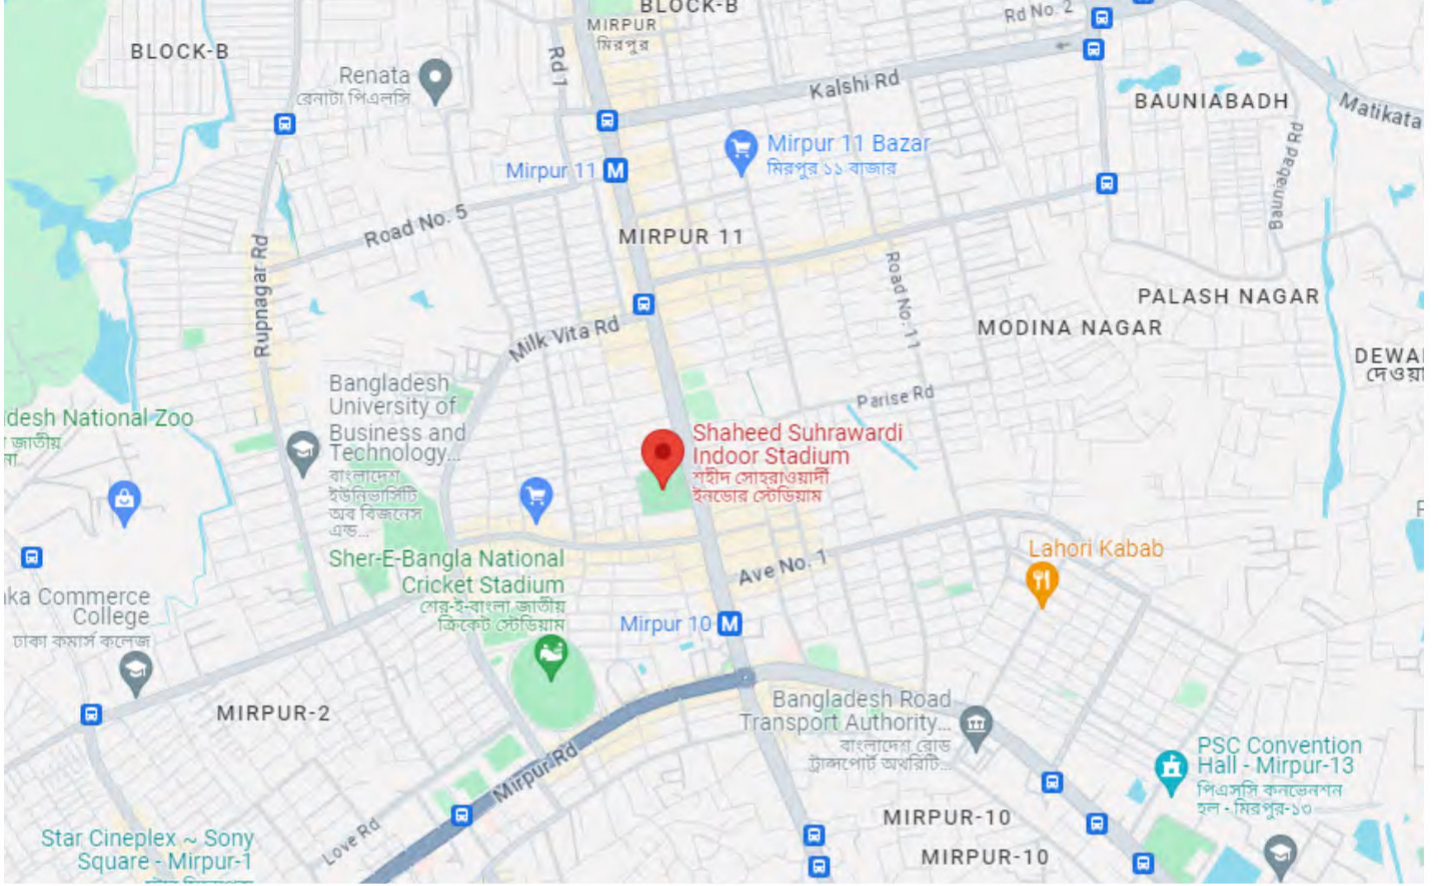 BLOCK-B
MIRPUR
মিরপুর
Rd No. 2
BLOCK-B
Renata
রেনাটা পিএলসি
Rd 1
Kalshi Rd
BAUNIABADH
Matikata
Mirpur 11 Bazar
মিরপুর ১১ বাজার
Mirpur 11
M
Bauniabad Rd
Road No. 5
MIRPUR 11
Rupnagar Rd
Road No. 11
PALASH NAGAR
MODINA NAGAR
Milk Vita Rd
DEWA
দেওয়া
Bangladesh
University of
Business and
Technology...
বাংলাদেশ
ইউনিভার্সিটি
অব বিজনেস
এন্ড...
Parise Rd
desh National Zoo
জাতীয়
Shaheed Suhrawardi
Indoor Stadium
শহীদ সোহরাওয়ার্দী
ইনডোর স্টেডিয়াম
Sher-E-Bangla National
Cricket Stadium
শের-ই-বাংলা জাতীয়
ক্রিকেট স্টেডিয়াম
Ave No. 1
Lahori Kabab
ka Commerce
College
ঢাকা কমার্স কলেজ
Mirpur 10
M
MIRPUR-2
Bangladesh Road
Transport Authority...
বাংলাদেশ রোড
ট্রান্সপোর্ট অথরিটি...
PSC Convention
Hall - Mirpur-13
পিএসসি কনভেনশন
হল - মিরপুর-১৩
Mirpur Rd
MIRPUR-10
Love Rd
Star Cineplex ~ Sony
Square - Mirpur-1
MIRPUR-10